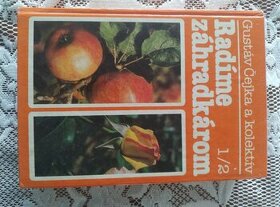 Gustáv Čejka a kolektív
Radíme
záhradkárom
1/2